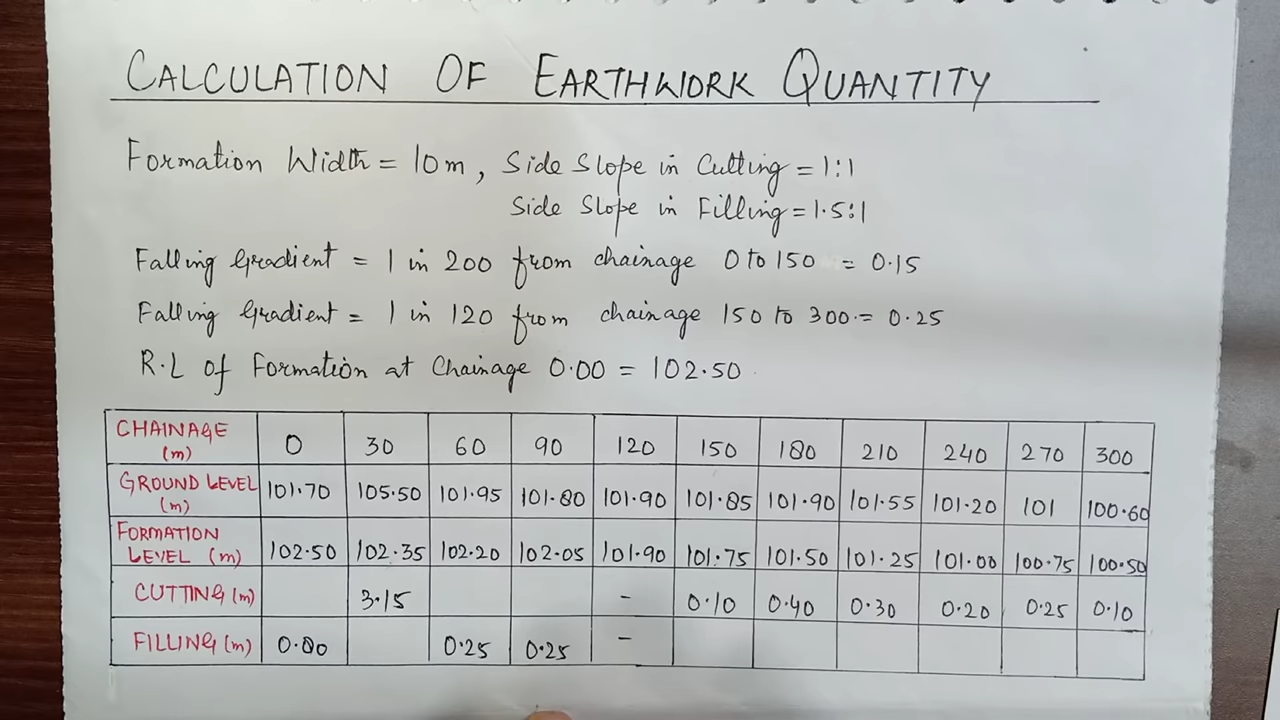 CALCULATION OF EARTHWORK QUANTITY
Formation Width = 10m, Side Slope in Cutting = 1:1
Side Slope in Filling = 1.5:1
Falling Gradient = 1 in 200 from chainage 0 to 150 = 0.15
Falling Gradient = 1 in 120 from chainage 150 to 300 = 0.25
R.L of Formation at Chainage 0.00 = 102.50
CHAINAGE (m) 0 30 60 90 120 150 180 210 240 270 300
GROUND LEVEL (m) 101.70 105.50 101.95 101.80 101.90 101.85 101.90 101.55 101.20 101 100.60
FORMATION LEVEL (m) 102.50 102.35 102.20 102.05 101.90 101.75 101.50 101.25 101.00 100.75 100.50
CUTTING (m) 3.15 - 0.10 0.40 0.30 0.20 0.25 0.10
FILLING (m) 0.80 0.25 0.25 -